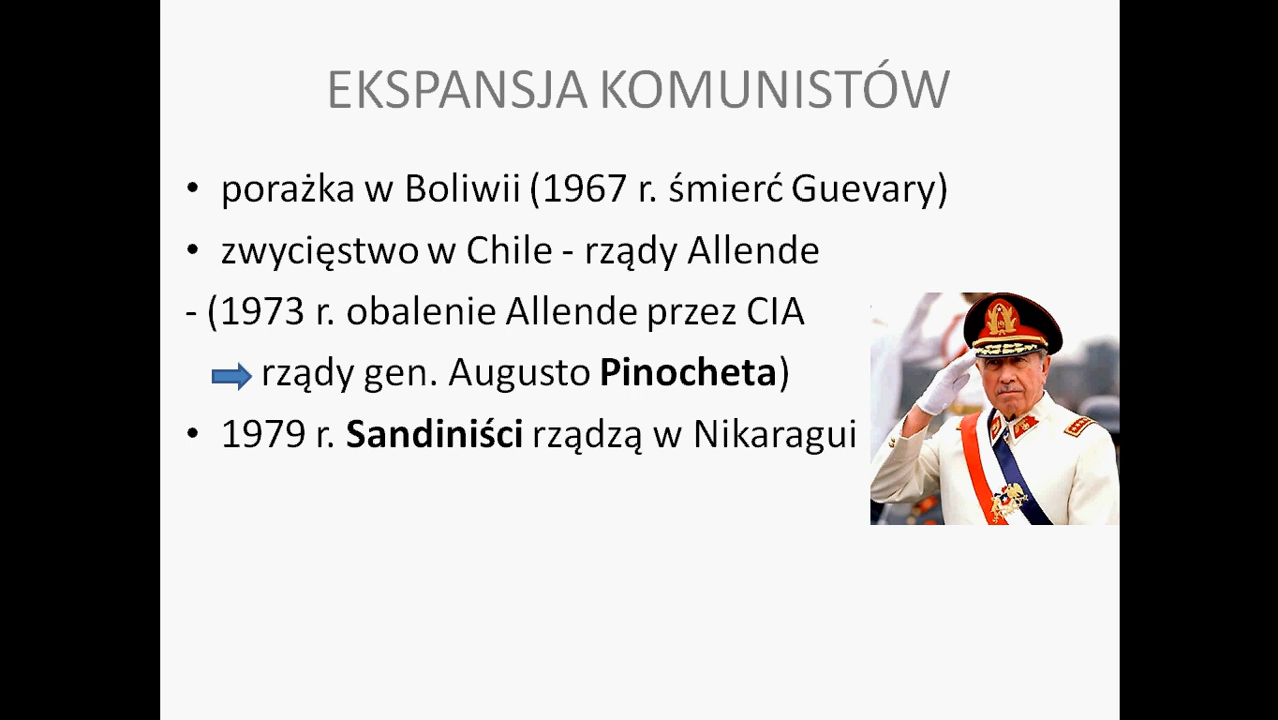 EKSPANSJA KOMUNISTÓW
• porażka w Boliwii (1967 r. śmierć Guevary)
• zwycięstwo w Chile - rządy Allende
- (1973 r. obalenie Allende przez CIA
rządy gen. Augusto Pinocheta)
• 1979 r. Sandiniści rządzą w Nikaragui